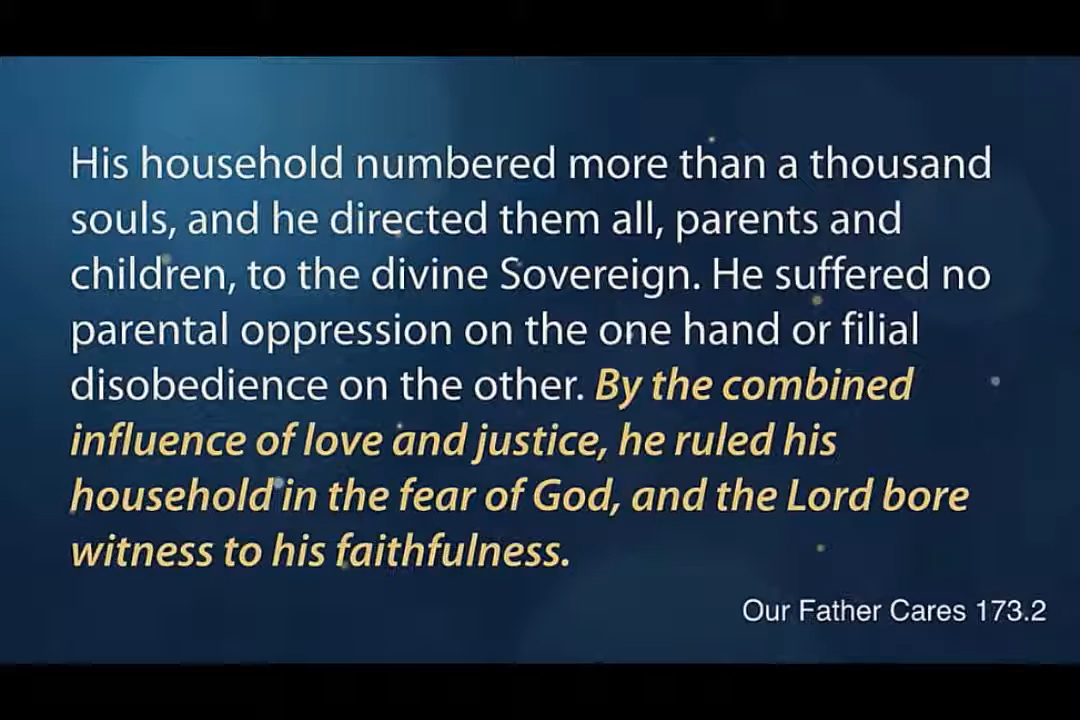 His household numbered more than a thousand
souls, and he directed them all, parents and
children, to the divine Sovereign. He suffered no
parental oppression on the one hand or filial
disobedience on the other. By the combined
influence of love and justice, he ruled his
household in the fear of God, and the Lord bore
witness to his faithfulness.
Our Father Cares 173.2